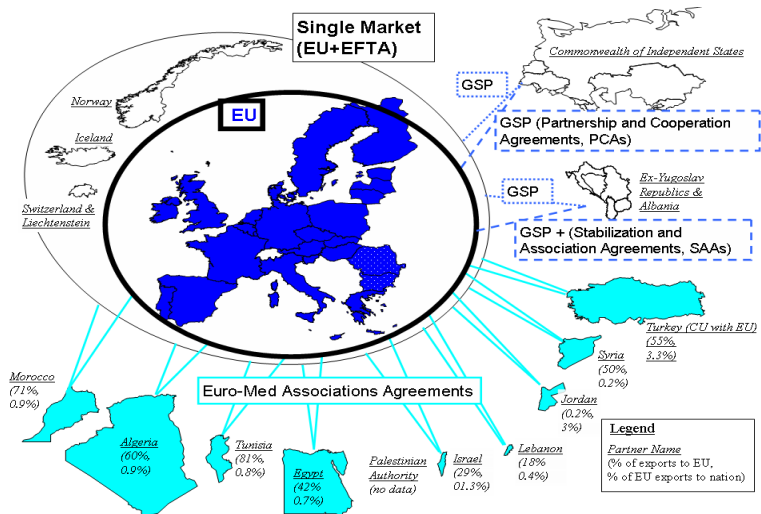 Single Market
(EU+EFTA)
Commonwealth of Independent States
GSP
Norway
EU
GSP (Partnership and Cooperation
Agreements, PCAs)
Iceland
GSP
Ex-Yugoslav
Republics &
Albania
Switzerland &
Liechtenstein
GSP + (Stabilization and
Association Agreements, SAAs)
Turkey (CU with EU)
(55%,
3.3%)
Syria
(50%,
0.2%)
Morocco
(71%,
0.9%)
Euro-Med Associations Agreements
Jordan
(0.2%,
3%)
Algeria
(60%,
0.9%)
Tunisia
(81%,
0.8%)
Egypt
(42%
0.7%)
Palestinian
Authority
(no data)
Israel
(29%,
01.3%)
Lebanon
(18%
0.4%)
Legend
Partner Name
(% of exports to EU,
% of EU exports to nation)